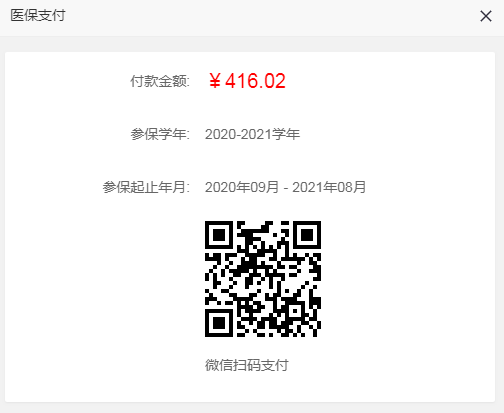 医保支付
付款金额: ￥416.02
参保学年: 2020-2021学年
参保起止年月: 2020年09月 - 2021年08月
微信扫码支付